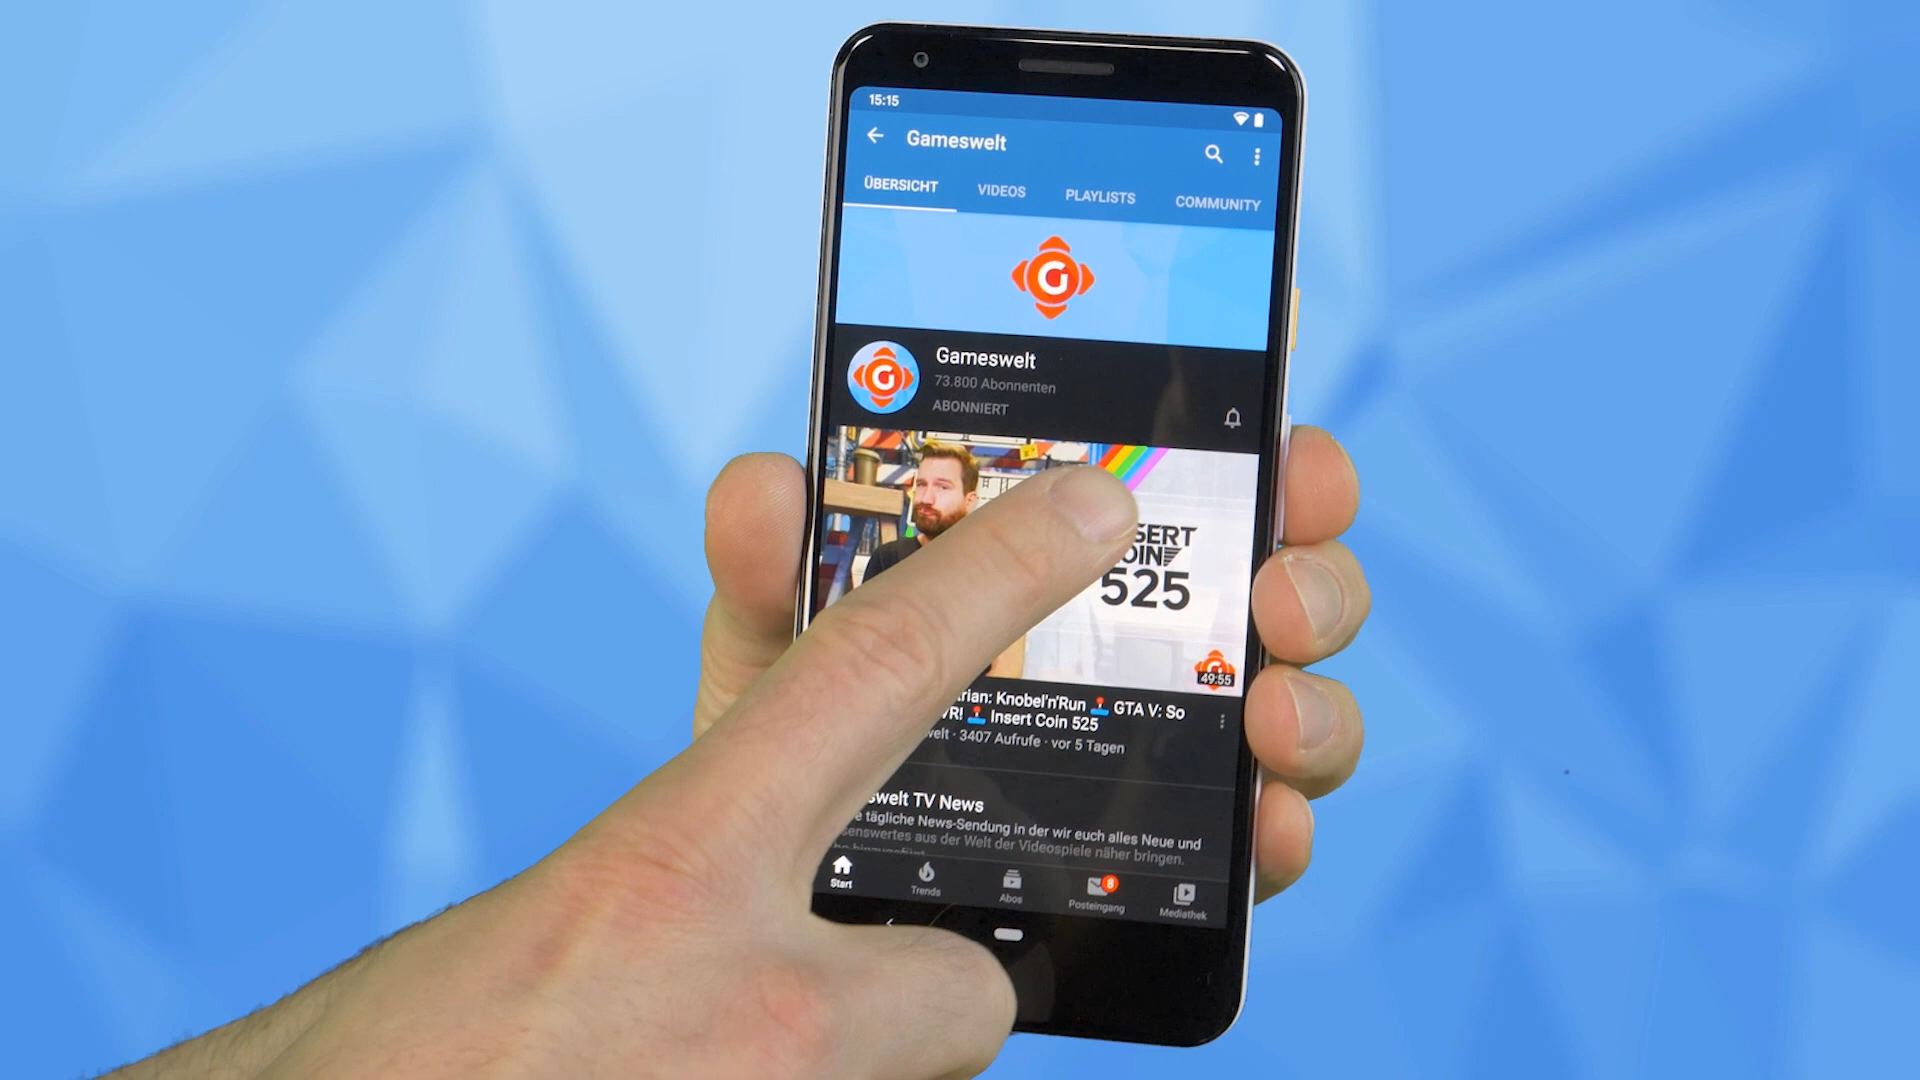 15:15
Gameswelt
ÜBERSICHT VIDEOS PLAYLISTS COMMUNITY
G
Gameswelt
G
73.800 Abonnenten
ABONNIERT
SERT
OIN
525
49:55
rian: Knobel'n'Run GTA V: So
VR! Insert Coin 525
welt · 3407 Aufrufe · vor 5 Tagen
swelt TV News
e tägliche News-Sendung in der wir euch alles Neue und
senswertes aus der Welt der Videospiele näher bringen.
Start
Trends
Abos
8
Posteingang
Mediathek